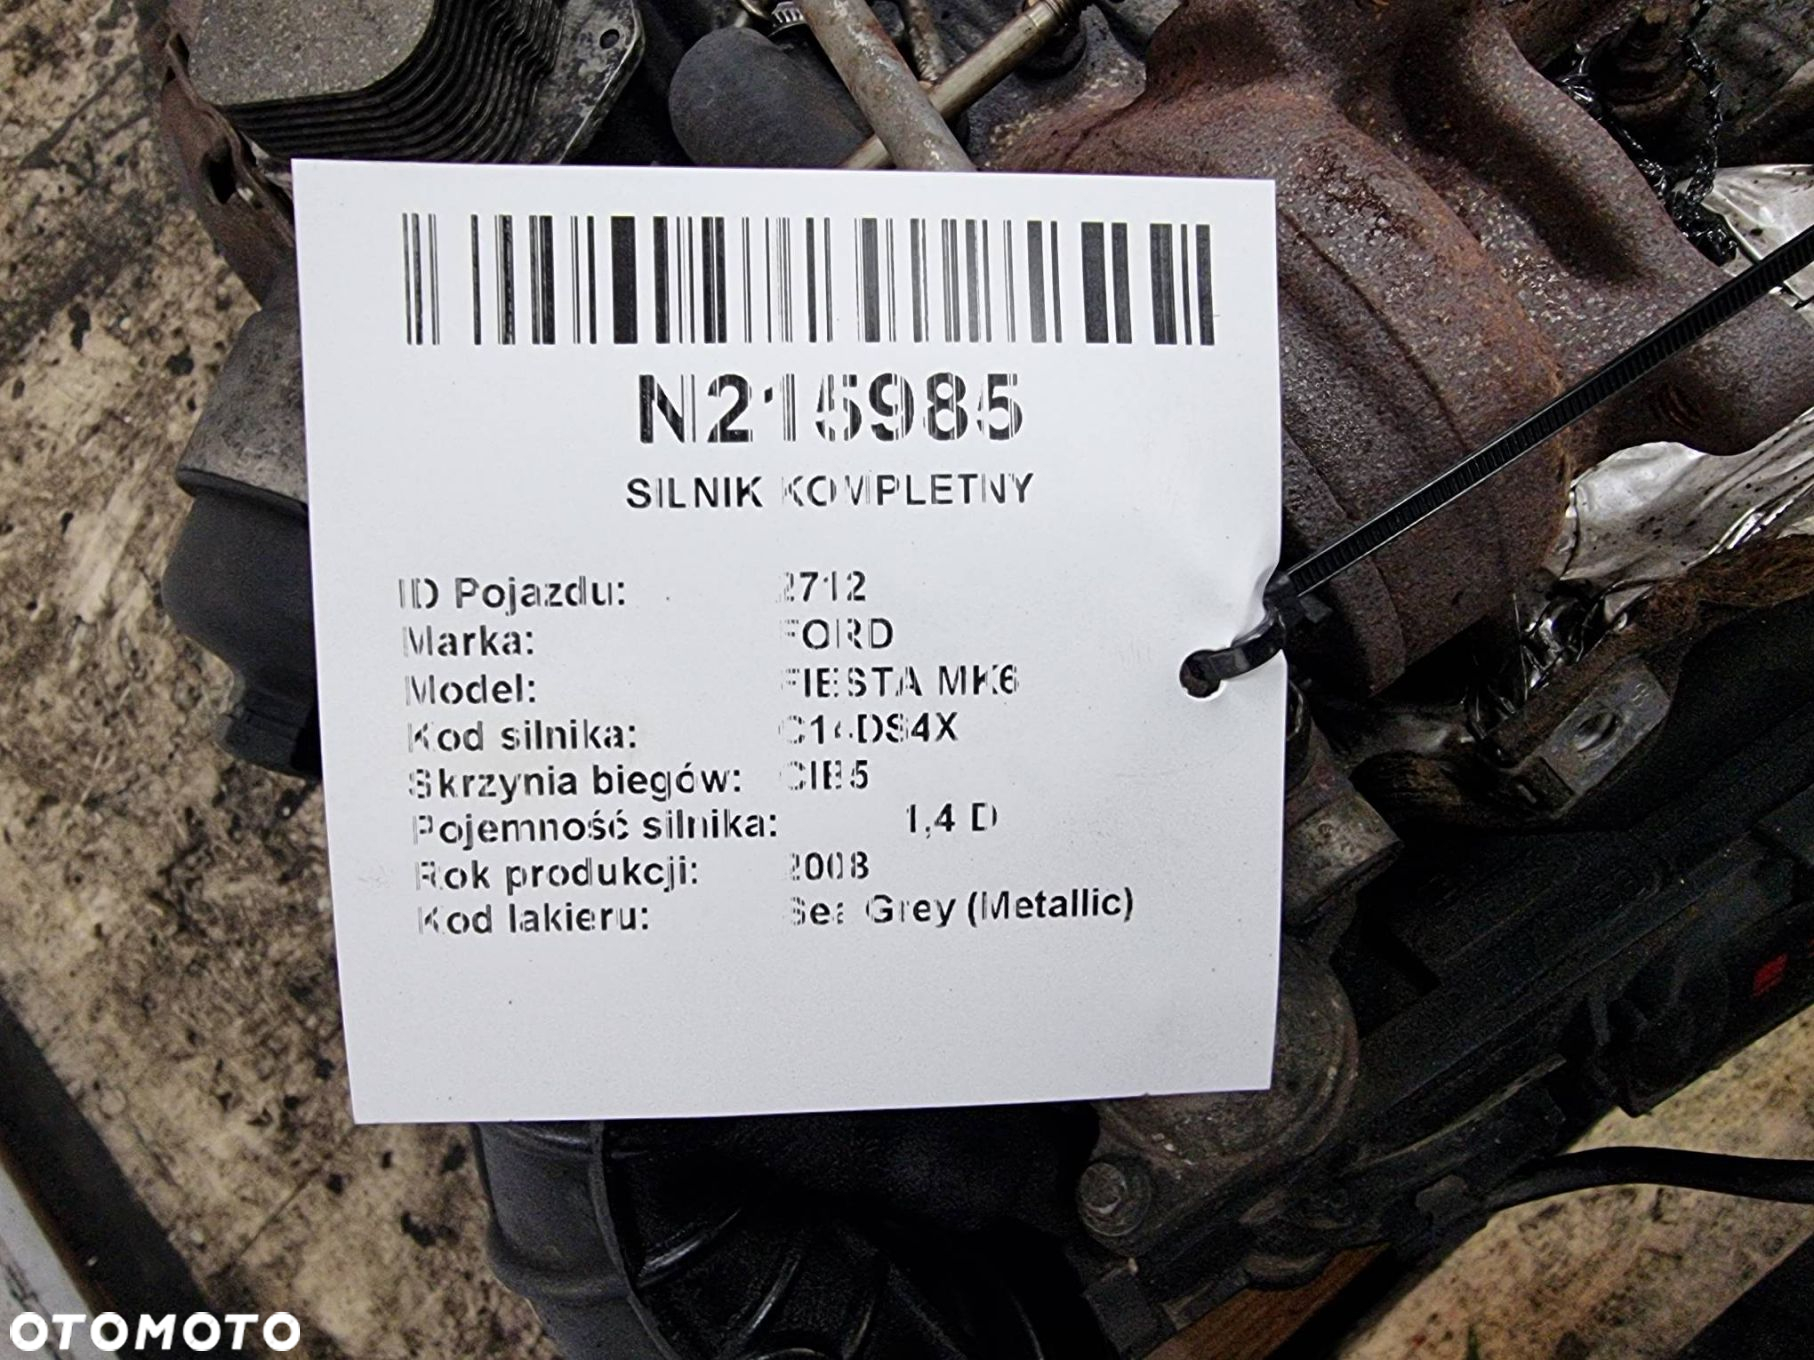 N215985
SILNIK KOMPLETNY
ID Pojazdu: 2712
Marka: FORD
Model: FIESTA MK6
Kod silnika: C14DS4X
Skrzynia biegów: CIB5
Pojemność silnika: 1,4 D
Rok produkcji: 2008
Kod lakieru: Sea Grey (Metallic)
OTOMOTO